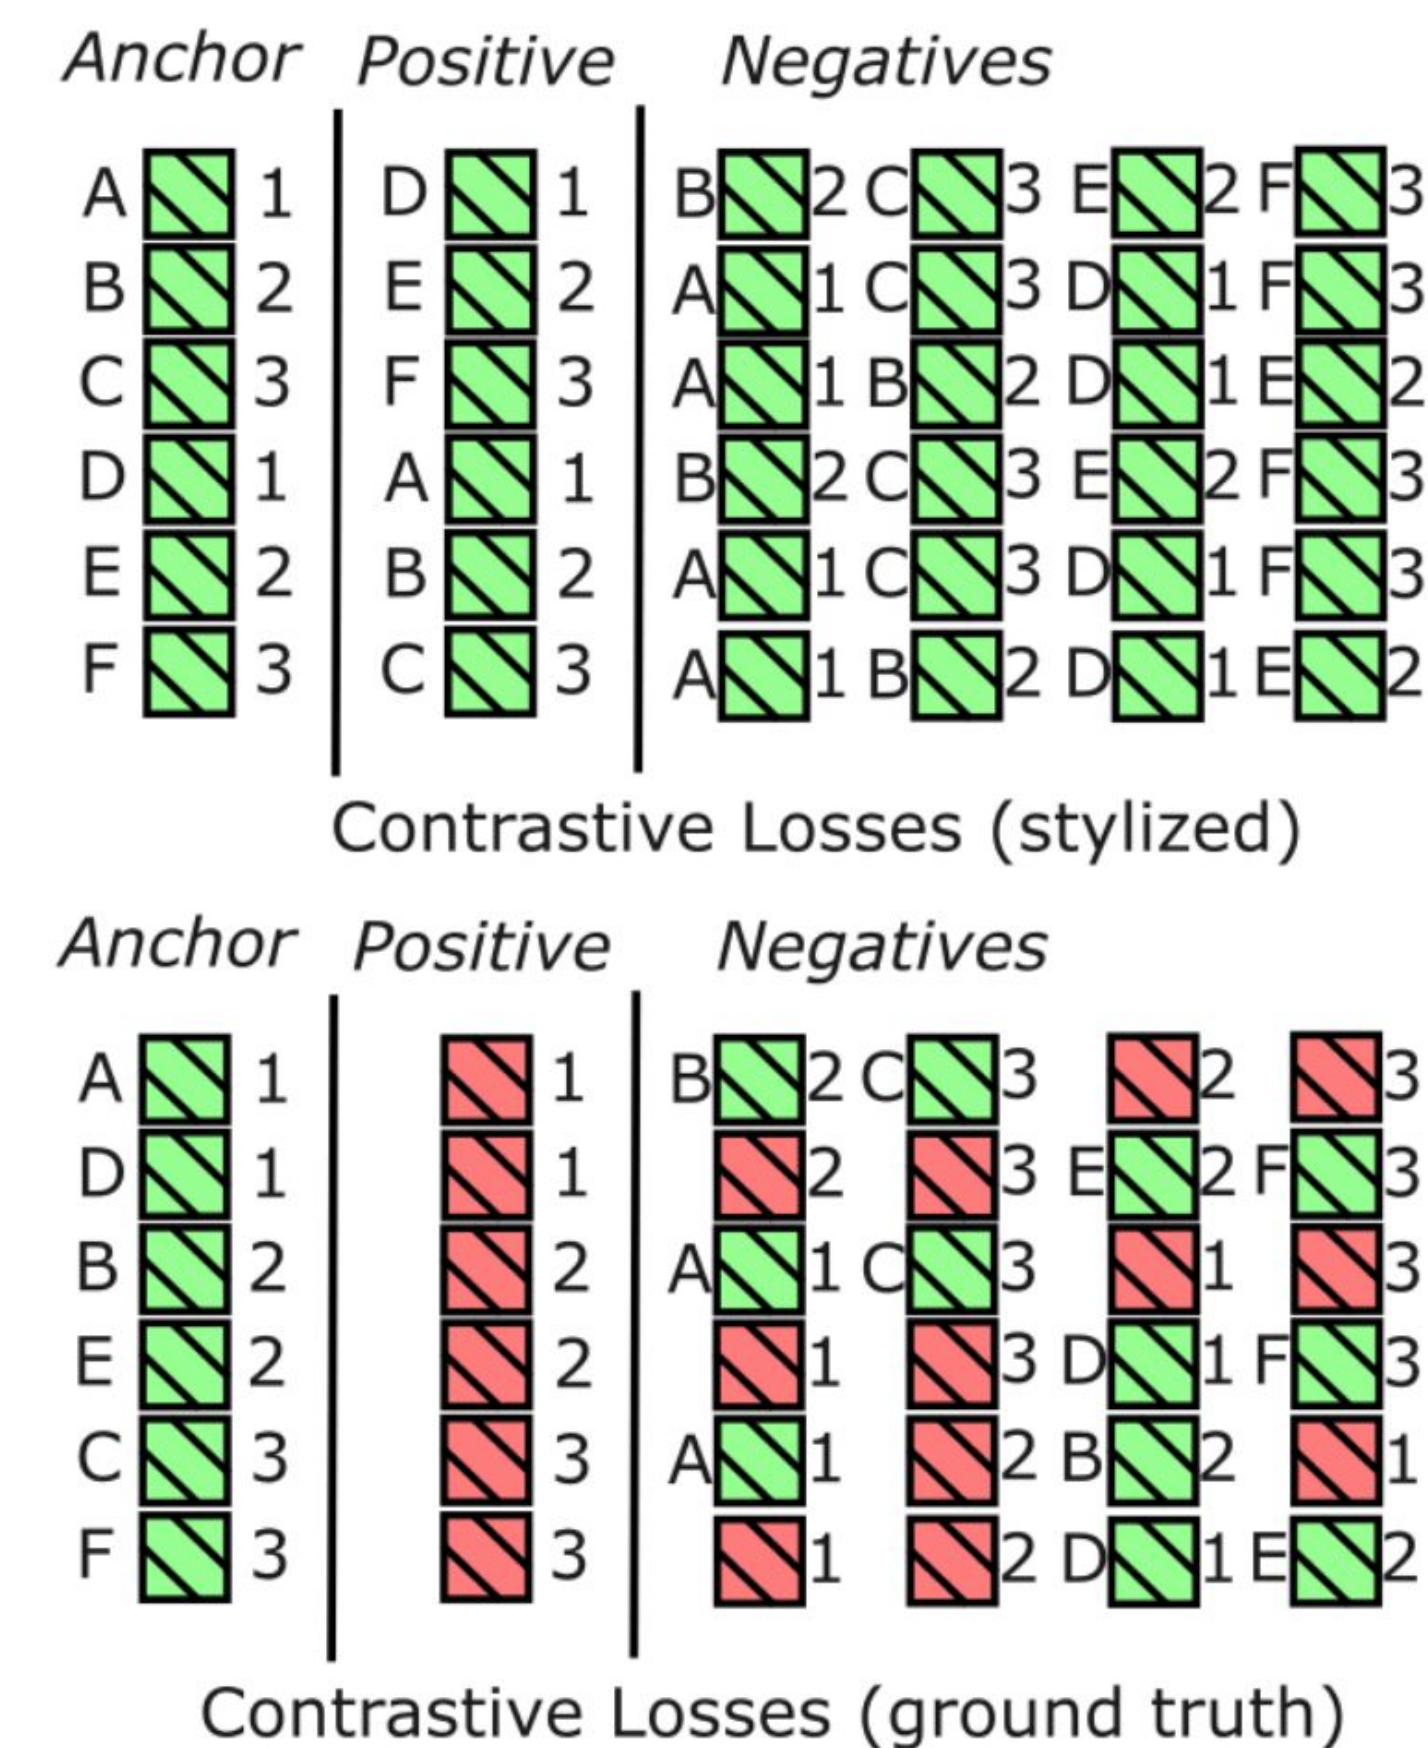 Anchor Positive Negatives
A 1 D 1 B 2 C 3 E 2 F 3
B 2 E 2 A 1 C 3 D 1 F 3
C 3 F 3 A 1 B 2 D 1 E 2
D 1 A 1 B 2 C 3 E 2 F 3
E 2 B 2 A 1 C 3 D 1 F 3
F 3 C 3 A 1 B 2 D 1 E 2
Contrastive Losses (stylized)
Anchor Positive Negatives
A 1 1 B 2 C 3 2 3
D 1 1 2 3 E 2 F 3
B 2 2 A 1 C 3 1 3
E 2 2 1 3 D 1 F 3
C 3 3 A 1 2 B 2 1
F 3 3 1 2 D 1 E 2
Contrastive Losses (ground truth)